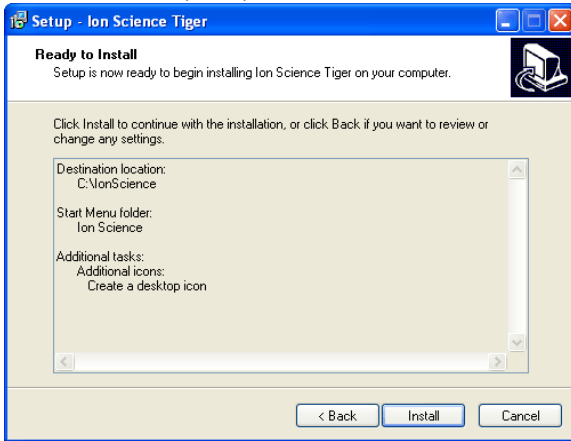 Setup - Ion Science Tiger
Ready to Install
Setup is now ready to begin installing Ion Science Tiger on your computer.
Click Install to continue with the installation, or click Back if you want to review or
change any settings.
Destination location:
C:\IonScience
Start Menu folder:
Ion Science
Additional tasks:
Additional icons:
Create a desktop icon
< Back
Install
Cancel